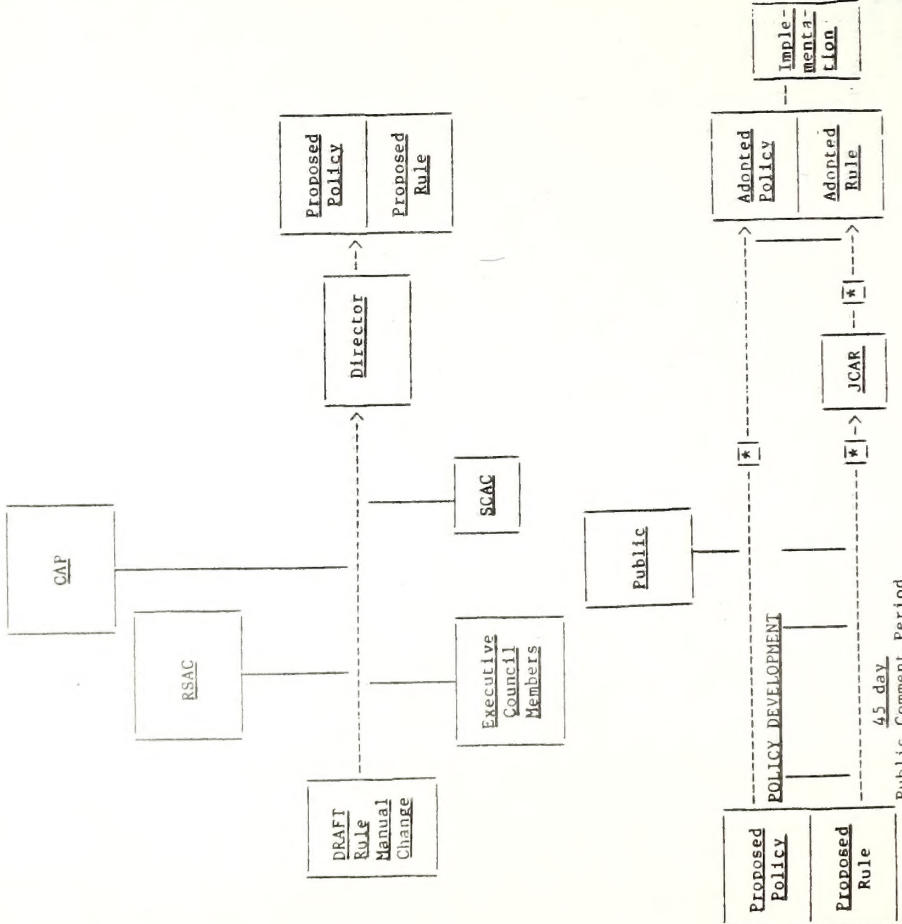 CAP
RSAC
DRAFT
Rule
Manual
Change
Executive
Council
Members
SCAC
Director
Proposed
Policy
Proposed
Rule
Public
Proposed
Policy
Proposed
Rule
POLICY DEVELOPMENT
45 day
Public Comment Period
*
*
JCAR
*
Adopted
Policy
Adopted
Rule
Imple-
menta-
tion